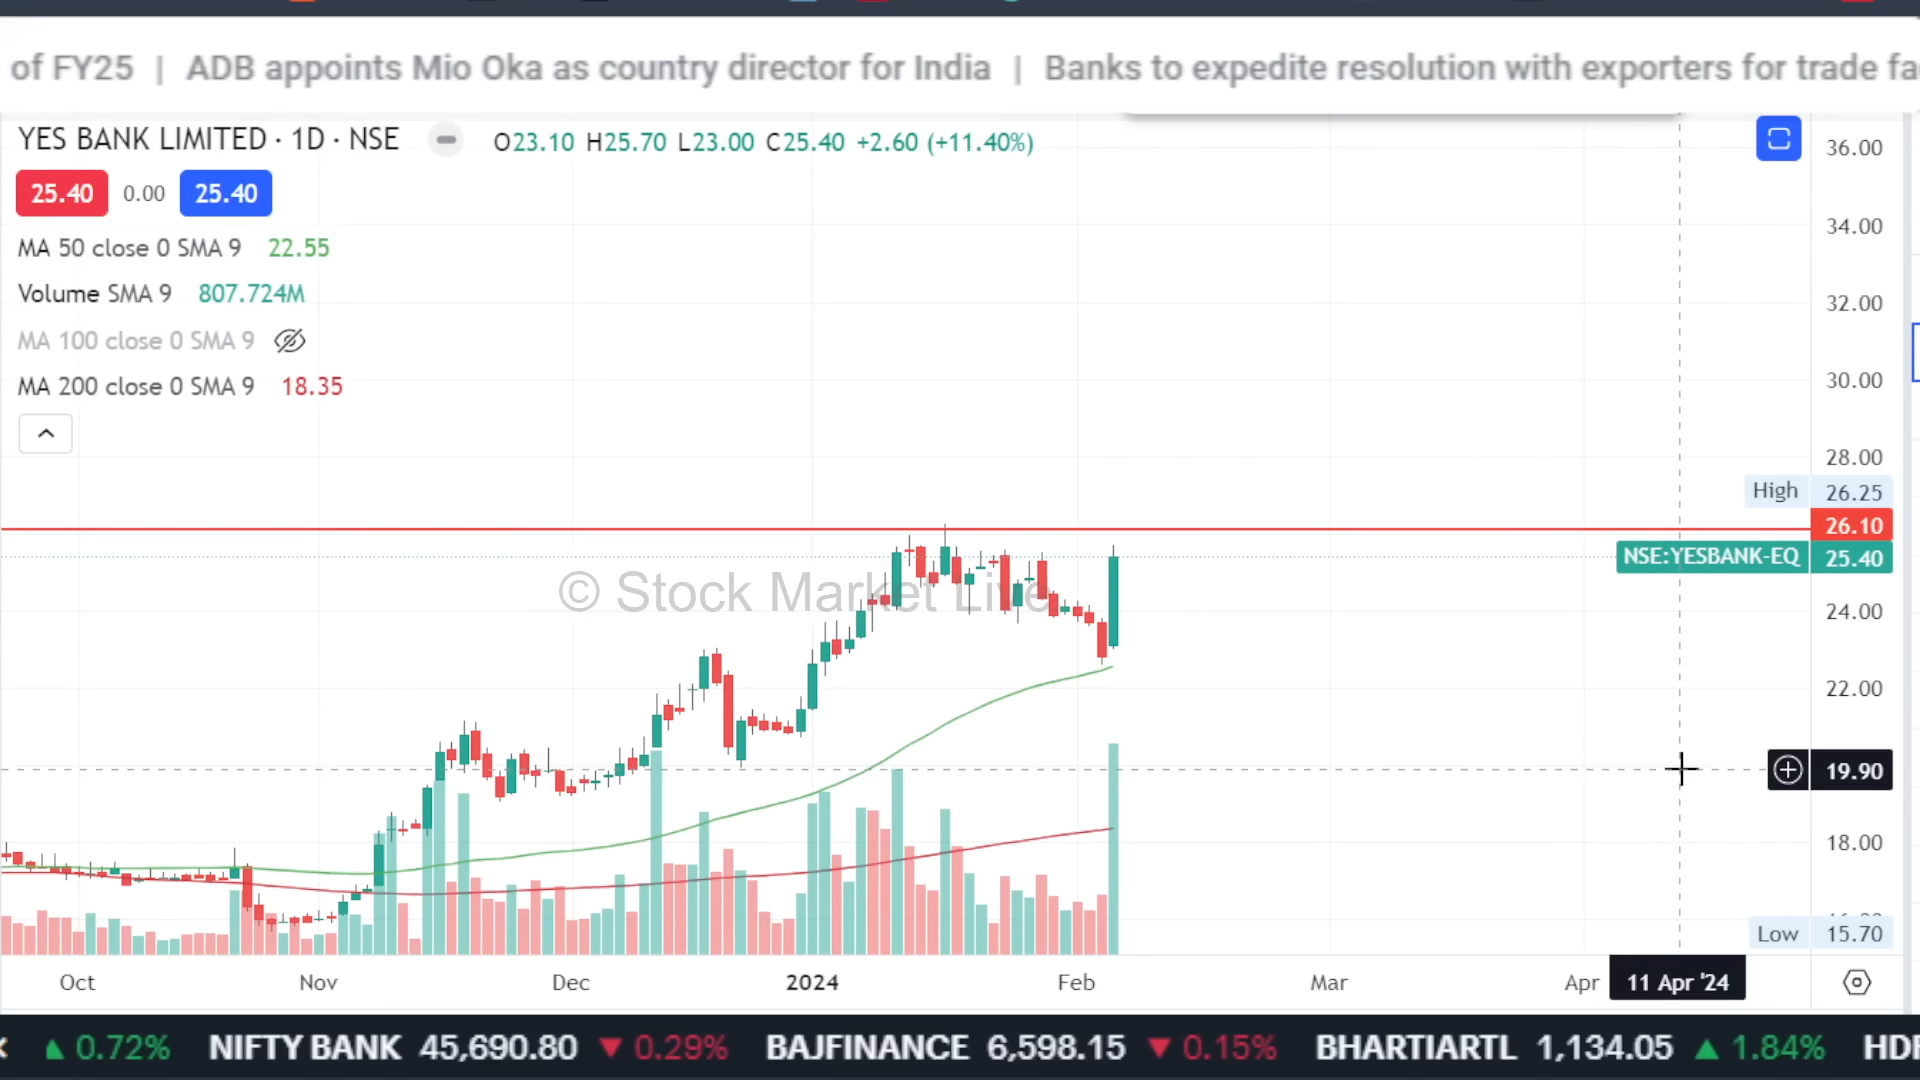 of FY25 | ADB appoints Mio Oka as country director for India | Banks to expedite resolution with exporters for trade fa
YES BANK LIMITED · 1D · NSE O23.10 H25.70 L23.00 C25.40 +2.60 (+11.40%)
25.40 0.00 25.40
MA 50 close 0 SMA 9 22.55
Volume SMA 9 807.724M
MA 100 close 0 SMA 9
MA 200 close 0 SMA 9 18.35
36.00
34.00
32.00
30.00
28.00
High 26.25
26.10
NSE:YESBANK-EQ 25.40
© Stock Market Live
24.00
22.00
19.90
18.00
Low 15.70
Oct Nov Dec 2024 Feb Mar Apr 11 Apr '24
▲ 0.72% NIFTY BANK 45,690.80 ▼ 0.29% BAJFINANCE 6,598.15 ▼ 0.15% BHARTIARTL 1,134.05 ▲ 1.84% HDF